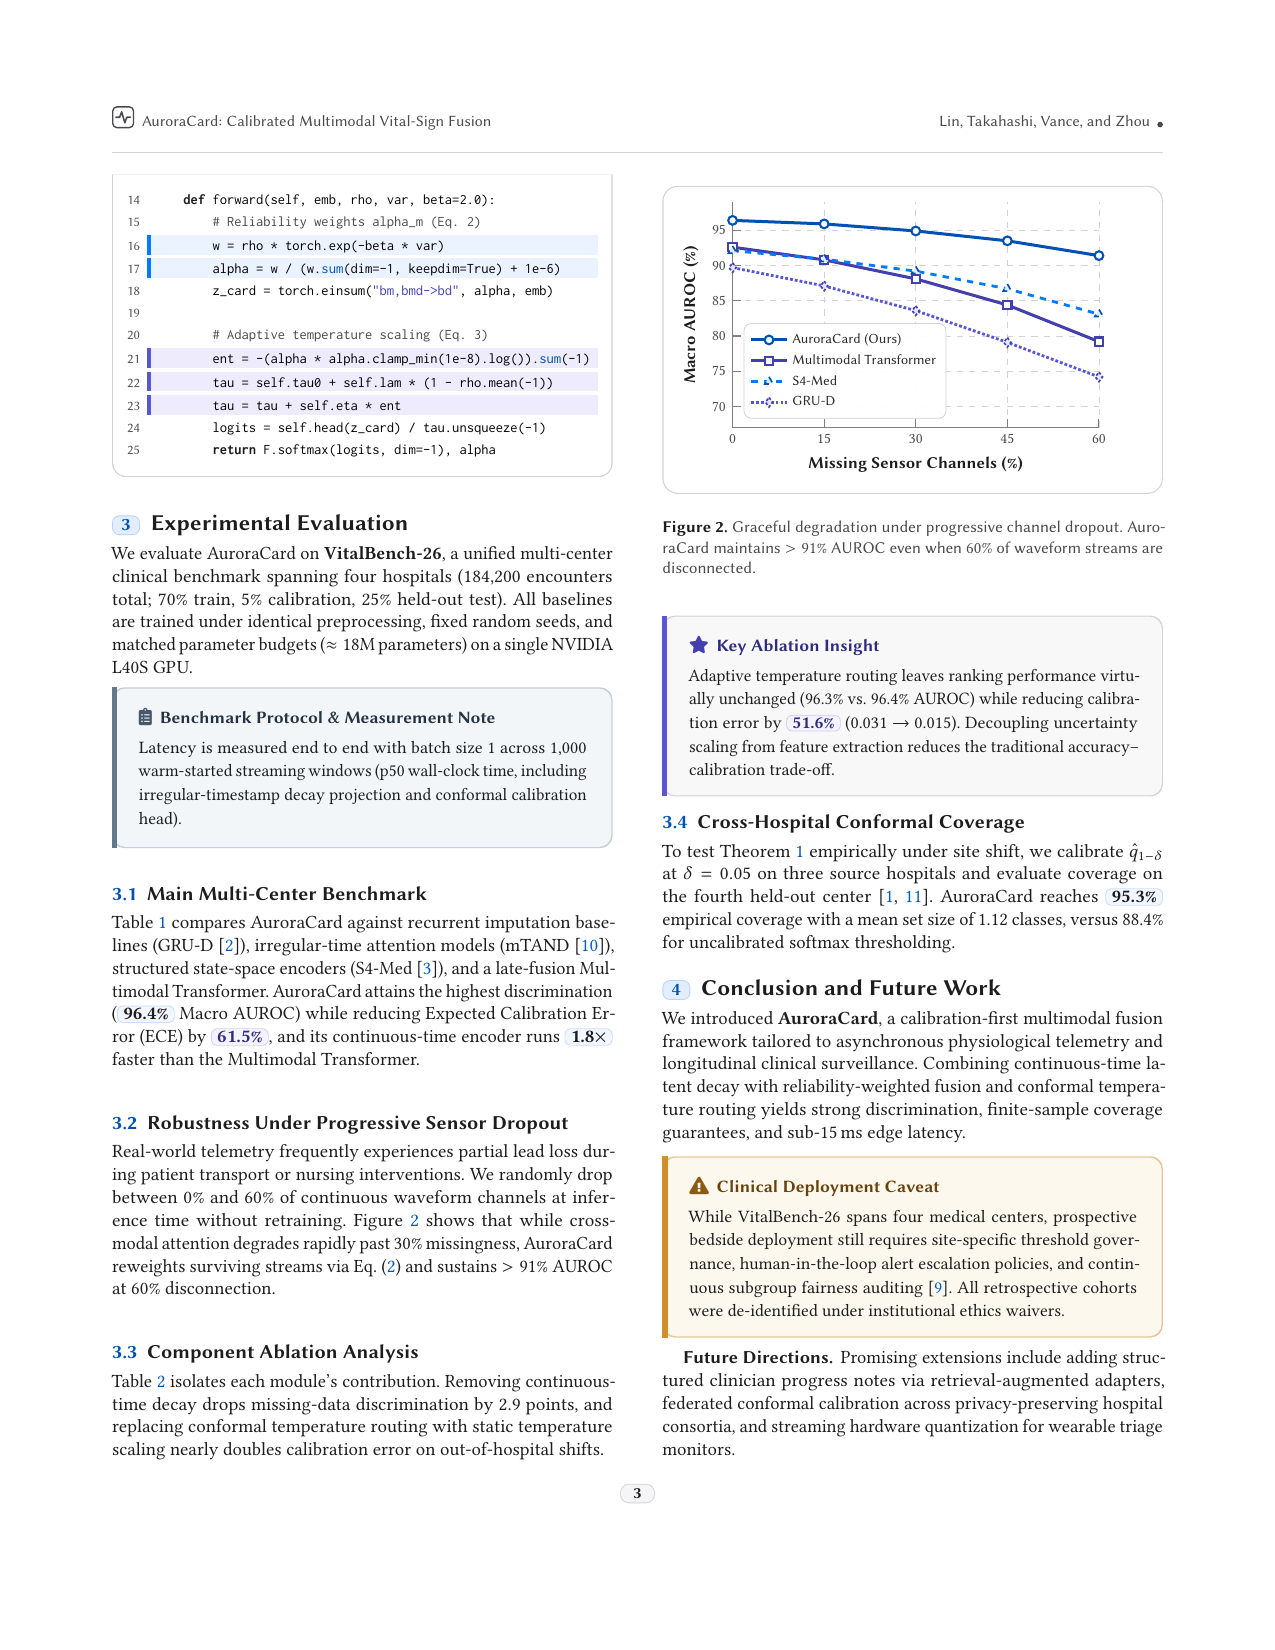 AuroraCard: Calibrated Multimodal Vital-Sign Fusion
Lin, Takahashi, Vance, and Zhou
14 def forward(self, emb, rho, var, beta=2.0):
15 # Reliability weights alpha_m (Eq. 2)
16 w = rho * torch.exp(-beta * var)
17 alpha = w / (w.sum(dim=-1, keepdim=True) + 1e-6)
18 z_card = torch.einsum("bm,bmd->bd", alpha, emb)
19
20 # Adaptive temperature scaling (Eq. 3)
21 ent = -(alpha * alpha.clamp_min(1e-8).log()).sum(-1)
22 tau = self.tau0 + self.lam * (1 - rho.mean(-1))
23 tau = tau + self.eta * ent
24 logits = self.head(z_card) / tau.unsqueeze(-1)
25 return F.softmax(logits, dim=-1), alpha
3 Experimental Evaluation
We evaluate AuroraCard on VitalBench-26, a unified multi-center
clinical benchmark spanning four hospitals (184,200 encounters
total; 70% train, 5% calibration, 25% held-out test). All baselines
are trained under identical preprocessing, fixed random seeds, and
matched parameter budgets (≈ 18M parameters) on a single NVIDIA
L40S GPU.
Benchmark Protocol & Measurement Note
Latency is measured end to end with batch size 1 across 1,000
warm-started streaming windows (p50 wall-clock time, including
irregular-timestamp decay projection and conformal calibration
head).
3.1 Main Multi-Center Benchmark
Table 1 compares AuroraCard against recurrent imputation base-
lines (GRU-D [2]), irregular-time attention models (mTAND [10]),
structured state-space encoders (S4-Med [3]), and a late-fusion Mul-
timodal Transformer. AuroraCard attains the highest discrimination
(96.4% Macro AUROC) while reducing Expected Calibration Er-
ror (ECE) by 61.5%, and its continuous-time encoder runs 1.8×
faster than the Multimodal Transformer.
3.2 Robustness Under Progressive Sensor Dropout
Real-world telemetry frequently experiences partial lead loss dur-
ing patient transport or nursing interventions. We randomly drop
between 0% and 60% of continuous waveform channels at infer-
ence time without retraining. Figure 2 shows that while cross-
modal attention degrades rapidly past 30% missingness, AuroraCard
reweights surviving streams via Eq. (2) and sustains > 91% AUROC
at 60% disconnection.
3.3 Component Ablation Analysis
Table 2 isolates each module's contribution. Removing continuous-
time decay drops missing-data discrimination by 2.9 points, and
replacing conformal temperature routing with static temperature
scaling nearly doubles calibration error on out-of-hospital shifts.
Macro AUROC (%)
95
90
85
80
75
70
AuroraCard (Ours)
Multimodal Transformer
S4-Med
GRU-D
0 15 30 45 60
Missing Sensor Channels (%)
Figure 2. Graceful degradation under progressive channel dropout. Auro-
raCard maintains > 91% AUROC even when 60% of waveform streams are
disconnected.
Key Ablation Insight
Adaptive temperature routing leaves ranking performance virtu-
ally unchanged (96.3% vs. 96.4% AUROC) while reducing calibra-
tion error by 51.6% (0.031 → 0.015). Decoupling uncertainty
scaling from feature extraction reduces the traditional accuracy–
calibration trade-off.
3.4 Cross-Hospital Conformal Coverage
To test Theorem 1 empirically under site shift, we calibrate q̂1−δ
at δ = 0.05 on three source hospitals and evaluate coverage on
the fourth held-out center [1, 11]. AuroraCard reaches 95.3%
empirical coverage with a mean set size of 1.12 classes, versus 88.4%
for uncalibrated softmax thresholding.
4 Conclusion and Future Work
We introduced AuroraCard, a calibration-first multimodal fusion
framework tailored to asynchronous physiological telemetry and
longitudinal clinical surveillance. Combining continuous-time la-
tent decay with reliability-weighted fusion and conformal tempera-
ture routing yields strong discrimination, finite-sample coverage
guarantees, and sub-15 ms edge latency.
Clinical Deployment Caveat
While VitalBench-26 spans four medical centers, prospective
bedside deployment still requires site-specific threshold gover-
nance, human-in-the-loop alert escalation policies, and contin-
uous subgroup fairness auditing [9]. All retrospective cohorts
were de-identified under institutional ethics waivers.
Future Directions. Promising extensions include adding struc-
tured clinician progress notes via retrieval-augmented adapters,
federated conformal calibration across privacy-preserving hospital
consortia, and streaming hardware quantization for wearable triage
monitors.
3